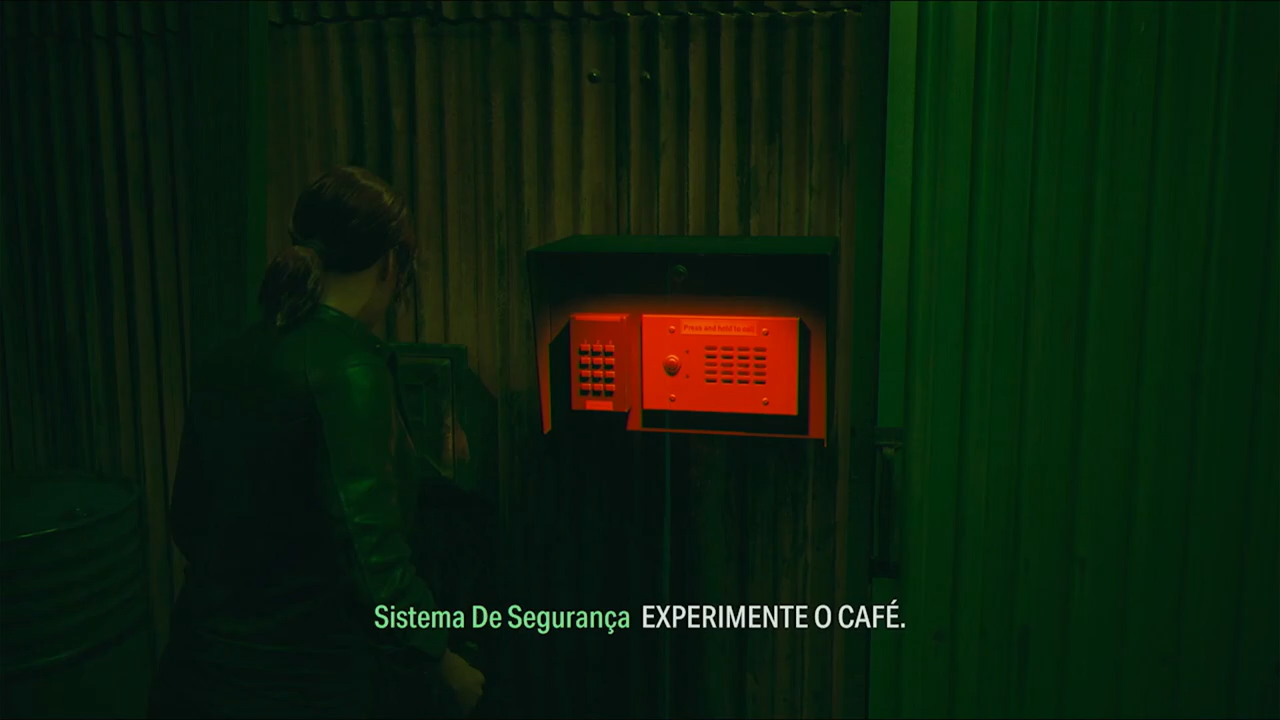 Press and hold to call
Sistema De Segurança EXPERIMENTE O CAFÉ.